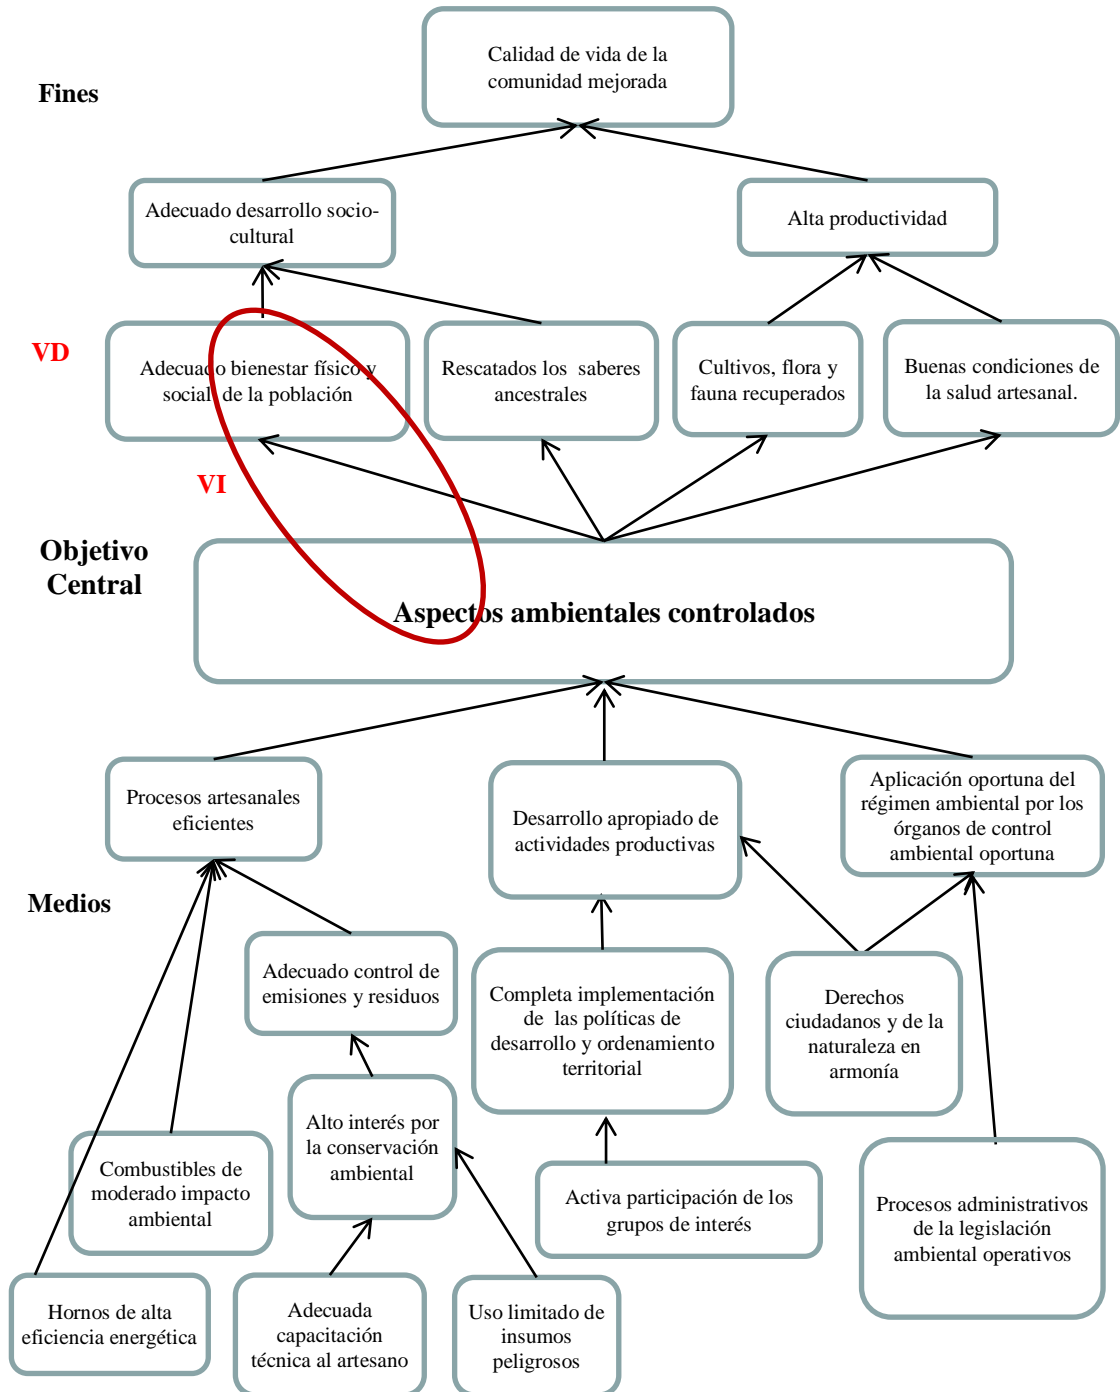 Calidad de vida de la
comunidad mejorada
Fines
Adecuado desarrollo socio-
cultural
Alta productividad
VD
Adecuado bienestar físico y
social de la población
Rescatados los saberes
ancestrales
Cultivos, flora y
fauna recuperados
Buenas condiciones de
la salud artesanal.
VI
Objetivo
Central
Aspectos ambientales controlados
Procesos artesanales
eficientes
Desarrollo apropiado de
actividades productivas
Aplicación oportuna del
régimen ambiental por los
órganos de control
ambiental oportuna
Medios
Adecuado control de
emisiones y residuos
Completa implementación
de las políticas de
desarrollo y ordenamiento
territorial
Derechos
ciudadanos y de la
naturaleza en
armonía
Alto interés por
la conservación
ambiental
Combustibles de
moderado impacto
ambiental
Activa participación de los
grupos de interés
Procesos administrativos
de la legislación
ambiental operativos
Hornos de alta
eficiencia energética
Adecuada
capacitación
técnica al artesano
Uso limitado de
insumos
peligrosos